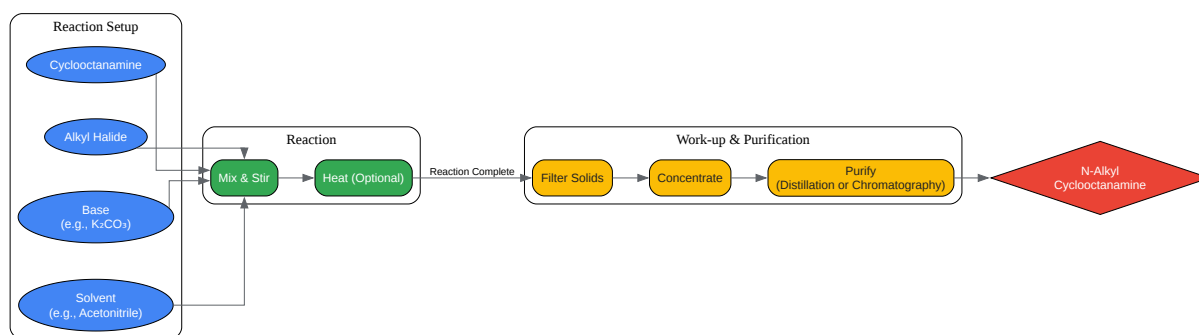 Reaction Setup
Cyclooctanamine
Alkyl Halide
Base
(e.g., K₂CO₃)
Solvent
(e.g., Acetonitrile)
Reaction
Mix & Stir
Heat (Optional)
Reaction Complete
Work-up & Purification
Filter Solids
Concentrate
Purify
(Distillation or Chromatography)
N-Alkyl
Cyclooctanamine